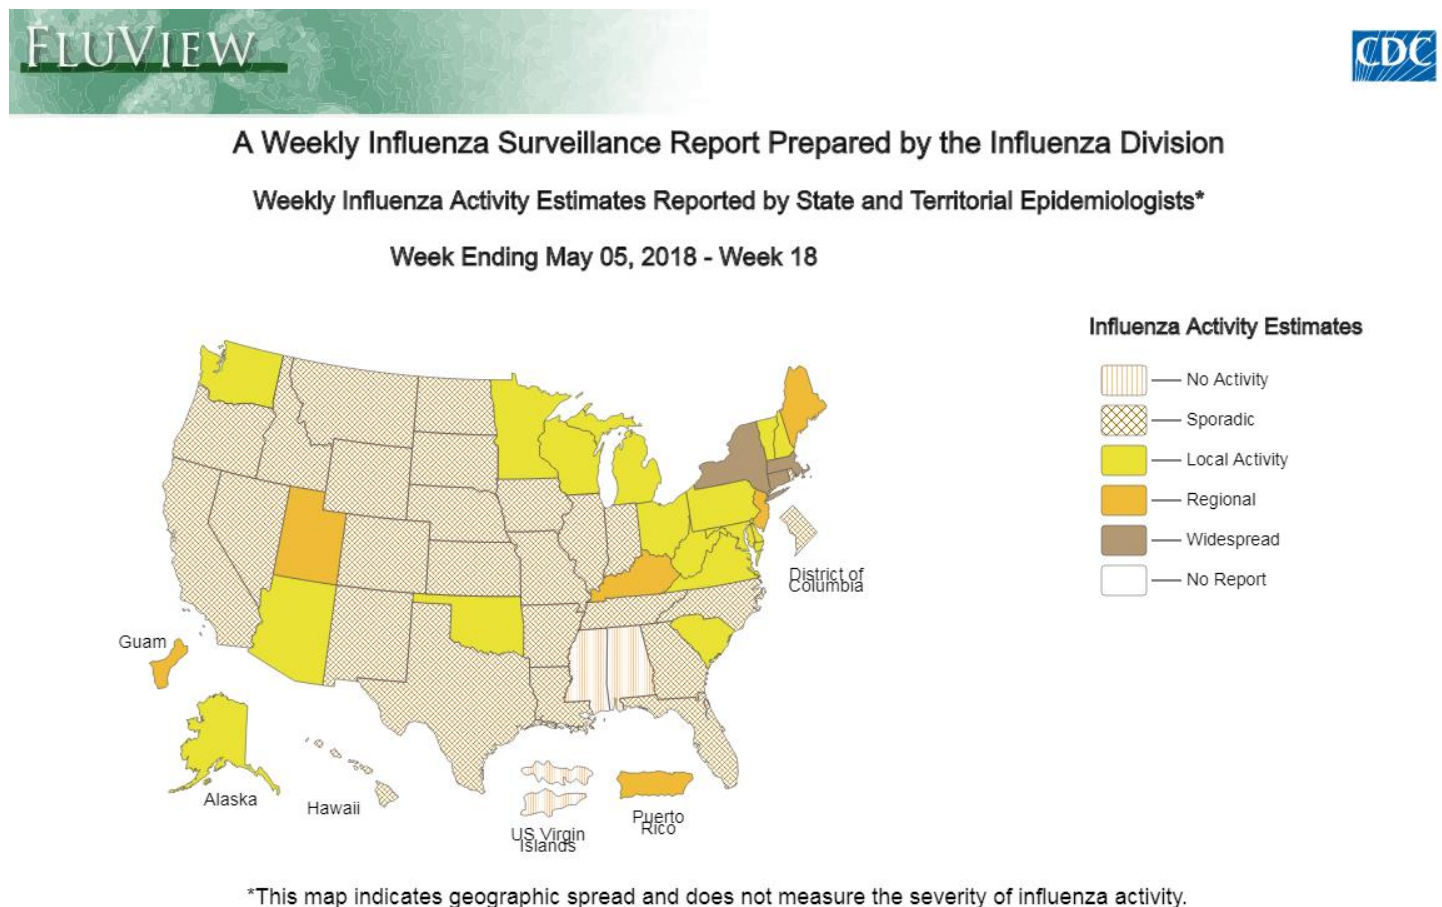 FLUVIEW
CDC
A Weekly Influenza Surveillance Report Prepared by the Influenza Division
Weekly Influenza Activity Estimates Reported by State and Territorial Epidemiologists*
Week Ending May 05, 2018 - Week 18
Influenza Activity Estimates
No Activity
Sporadic
Local Activity
Regional
Widespread
No Report
District of
Columbia
Guam
Alaska
Hawaii
US Virgin
Islands
Puerto
Rico
*This map indicates geographic spread and does not measure the severity of influenza activity.